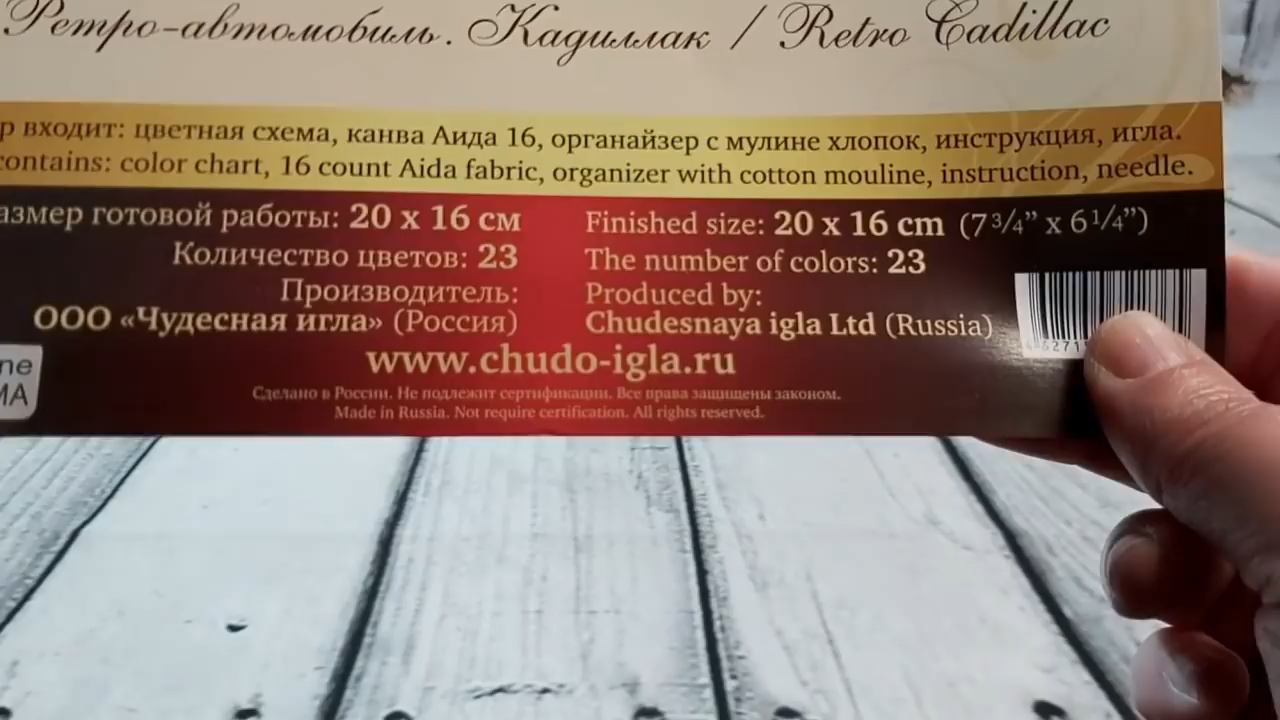 Ретро-автомобиль. Кадиллак / Retro Cadillac
входит: цветная схема, канва Аида 16, органайзер с мулине хлопок, инструкция, игла.
contains: color chart, 16 count Aida fabric, organizer with cotton mouline, instruction, needle.
азмер готовой работы: 20 x 16 см
Количество цветов: 23
Производитель:
ООО «Чудесная игла» (Россия)
Finished size: 20 x 16 cm (7 3/4" x 6 1/4")
The number of colors: 23
Produced by:
Chudesnaya igla Ltd (Russia)
www.chudo-igla.ru
Сделано в России. Не подлежит сертификации. Все права защищены законом.
Made in Russia. Not require certification. All rights reserved.